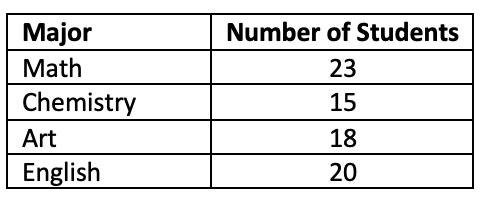 Major Number of Students
Math 23
Chemistry 15
Art 18
English 20